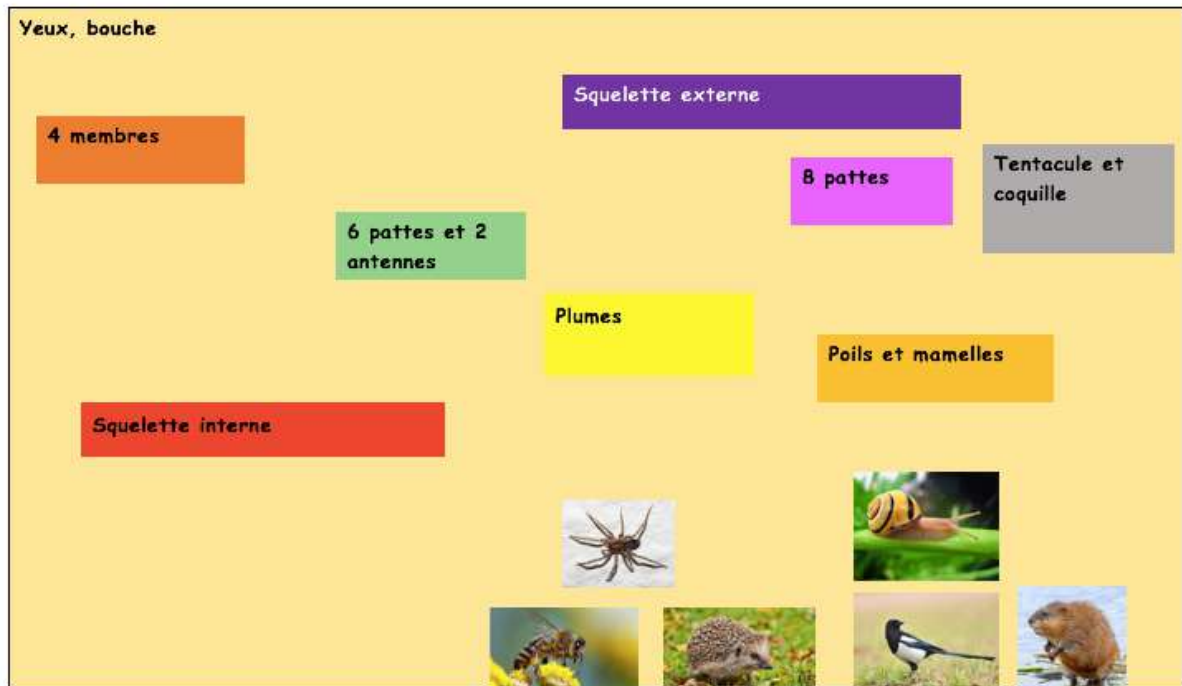 Yeux, bouche
Squelette externe
4 membres
8 pattes
Tentacule et
coquille
6 pattes et 2
antennes
Plumes
Poils et mamelles
Squelette interne